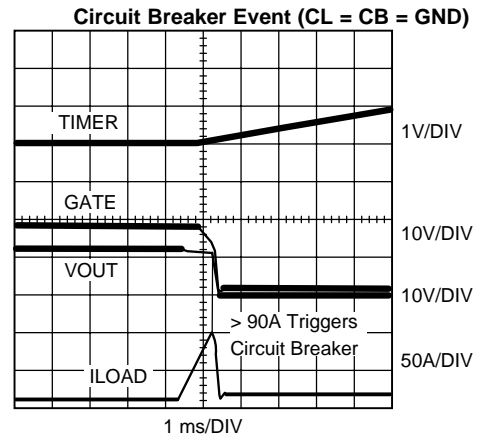 Circuit Breaker Event (CL = CB = GND)
TIMER
1V/DIV
GATE
10V/DIV
VOUT
10V/DIV
> 90A Triggers
Circuit Breaker
50A/DIV
ILOAD
1 ms/DIV